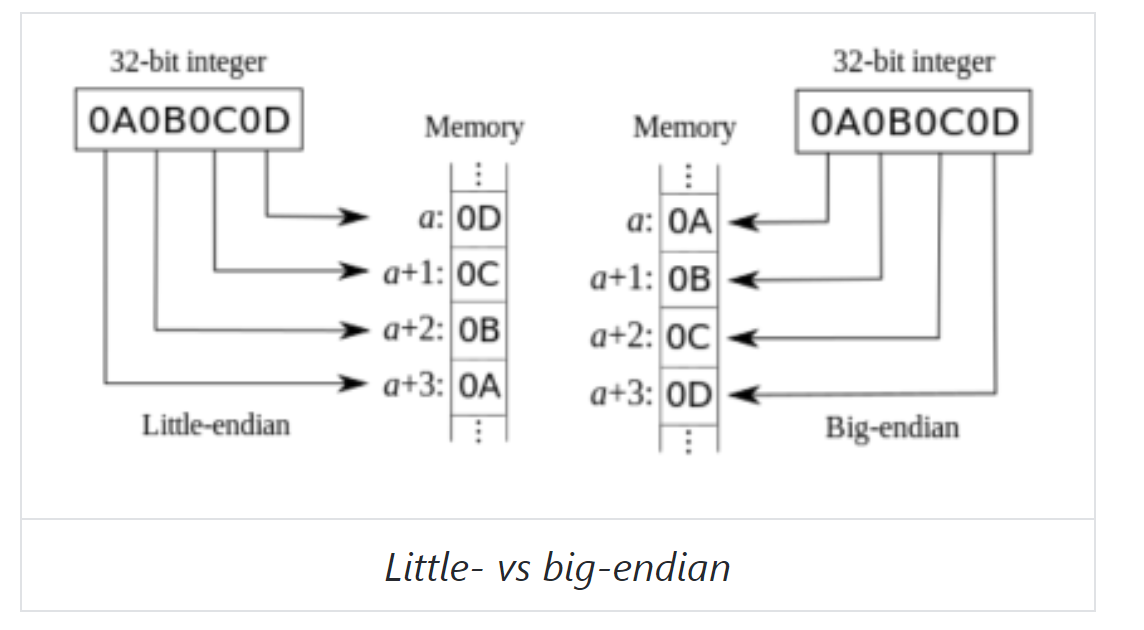 32-bit integer
0A0B0C0D
Memory
⋮
a: 0D
a+1: 0C
a+2: 0B
a+3: 0A
⋮
Little-endian
32-bit integer
0A0B0C0D
Memory
⋮
a: 0A
a+1: 0B
a+2: 0C
a+3: 0D
⋮
Big-endian
Little- vs big-endian